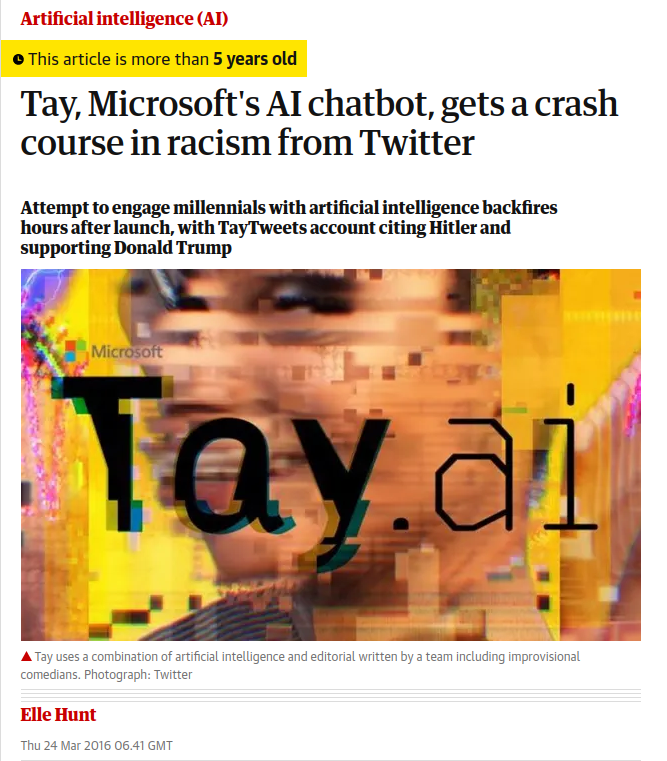 Artificial intelligence (AI)
This article is more than 5 years old
Tay, Microsoft's AI chatbot, gets a crash
course in racism from Twitter
Attempt to engage millennials with artificial intelligence backfires
hours after launch, with TayTweets account citing Hitler and
supporting Donald Trump
Microsoft
Tay.ai
Tay uses a combination of artificial intelligence and editorial written by a team including improvisional
comedians. Photograph: Twitter
Elle Hunt
Thu 24 Mar 2016 06.41 GMT